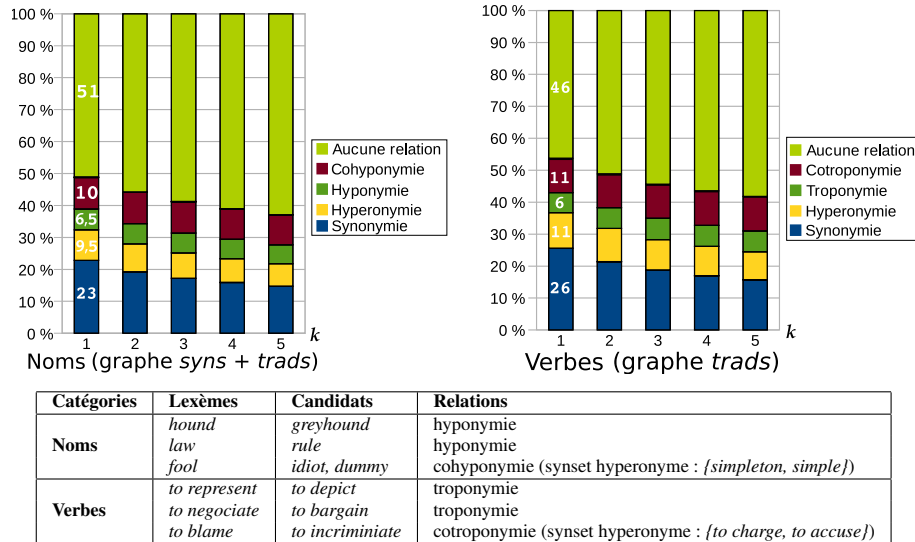 100 %
90 %
80 %
70 %
60 %
50 %
40 %
30 %
20 %
10 %
0 %
51
10
6,5
9,5
23
1 2 3 4 5 k
Noms (graphe syns + trads)
Aucune relation
Cohyponymie
Hyponymie
Hyperonymie
Synonymie
100 %
90 %
80 %
70 %
60 %
50 %
40 %
30 %
20 %
10 %
0 %
46
11
6
11
26
1 2 3 4 5 k
Verbes (graphe trads)
Aucune relation
Cotroponymie
Troponymie
Hyperonymie
Synonymie
Catégories Lexèmes Candidats Relations
Noms
hound greyhound hyponymie
law rule hyponymie
fool idiot, dummy cohyponymie (synset hyperonyme : {simpleton, simple})
Verbes
to represent to depict troponymie
to negociate to bargain troponymie
to blame to incriminiate cotroponymie (synset hyperonyme : {to charge, to accuse})